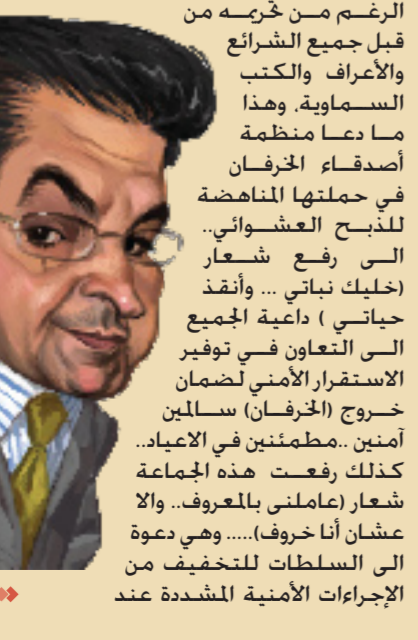 الرغم من تحريمه من
قبل جميع الشرائع
والأعراف والكتب
السماوية، وهذا
ما دعا منظمة
أصدقاء الخرفان
في حملتها المناهضة
للذبح العشوائي..
الى رفع شعار
(خليك نباتي ... وأنقذ
حياتي ) داعية الجميع
الى التعاون في توفير
الاستقرار الأمني لضمان
خروج (الخرفان) سالمين
آمنين ..مطمئنين في الاعياد..
كذلك رفعت هذه الجماعة
شعار (عاملنى بالمعروف.. والا
عشان أنا خروف)..... وهي دعوة
الى السلطات للتخفيف من
الإجراءات الأمنية المشددة عند